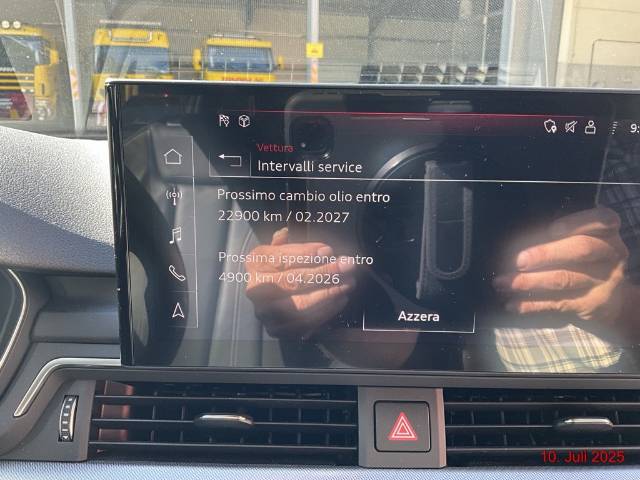 9:
Vettura
Intervalli service
Prossimo cambio olio entro
22900 km / 02.2027
Prossima ispezione entro
4900 km / 04.2026
Azzera
10. Juli 2025